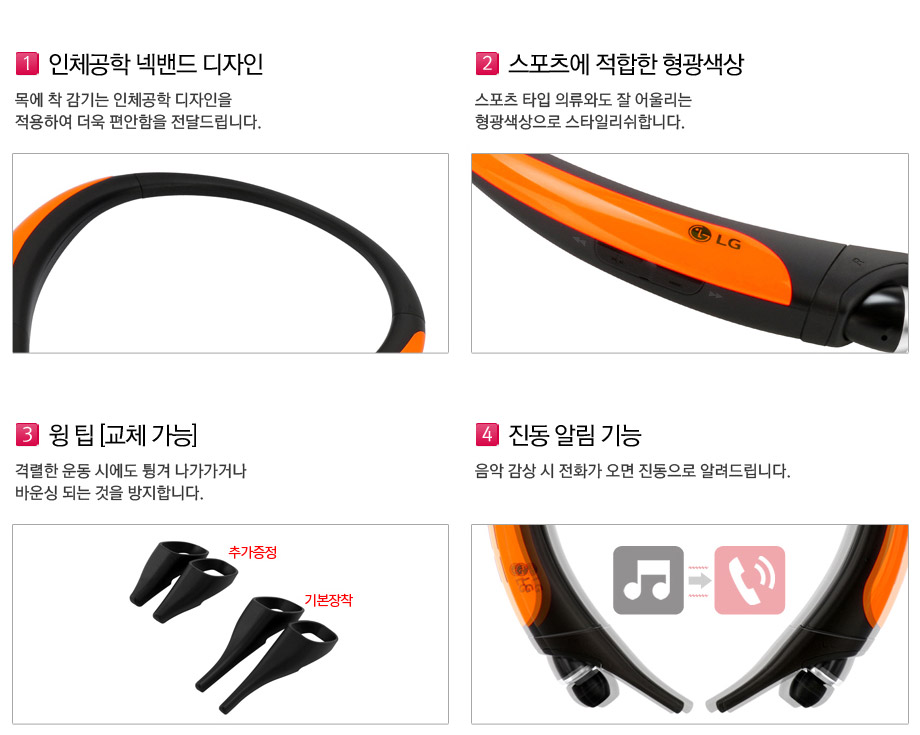 1 인체공학 넥밴드 디자인
목에 착 감기는 인체공학 디자인을
적용하여 더욱 편안함을 전달드립니다.
2 스포츠에 적합한 형광색상
스포츠 타입 의류와도 잘 어울리는
형광색상으로 스타일리쉬합니다.
LG
R
3 윙 팁 [교체 가능]
격렬한 운동 시에도 튕겨 나가가거나
바운싱 되는 것을 방지합니다.
추가증정
기본장착
4 진동 알림 기능
음악 감상 시 전화가 오면 진동으로 알려드립니다.
LG